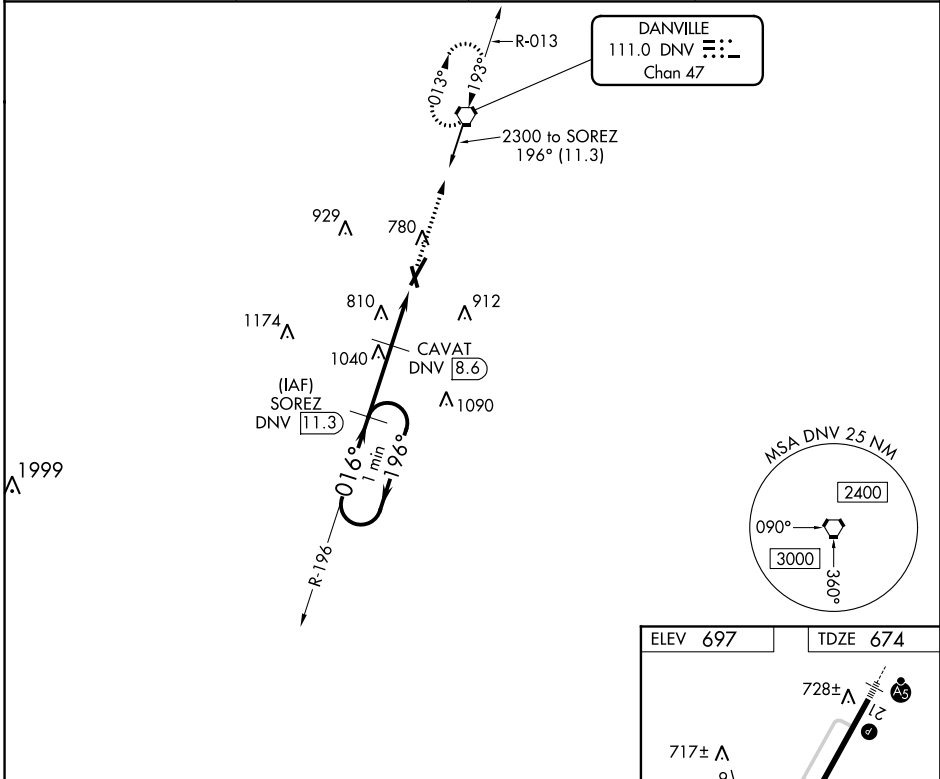 DANVILLE
111.0 DNV
Chan 47
R-013
013°
193°
2300 to SOREZ
196° (11.3)
929
780
810
912
1174
1040
CAVAT
DNV 8.6
(IAF)
SOREZ
DNV 11.3
1090
016°
1 min
196°
1999
R-196
MSA DNV 25 NM
2400
090°
3000
360°
ELEV 697
TDZE 674
728±
A5
21
P
717±